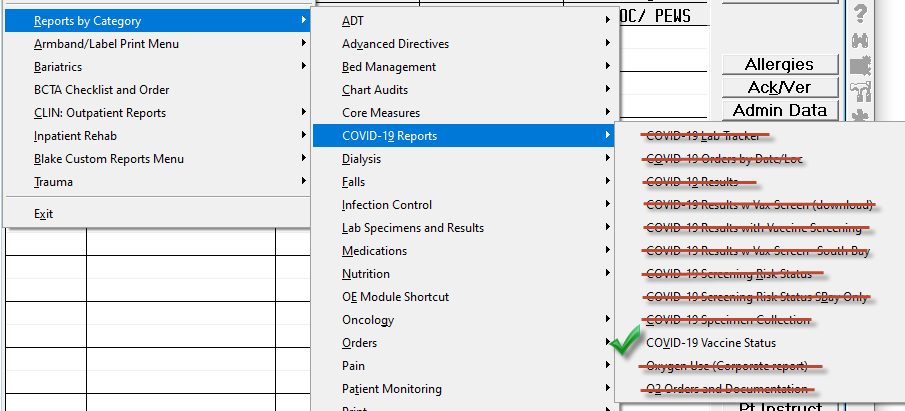 Reports by Category
Armband/Label Print Menu
Bariatrics
BCTA Checklist and Order
CLIN: Outpatient Reports
Inpatient Rehab
Blake Custom Reports Menu
Trauma
Exit
ADT
Advanced Directives
Bed Management
Chart Audits
Core Measures
COVID-19 Reports
Dialysis
Falls
Infection Control
Lab Specimens and Results
Medications
Nutrition
OE Module Shortcut
Oncology
Orders
Pain
Patient Monitoring
OC/ PEWS
Allergies
Ack/Ver
Admin Data
COVID-19 Lab Tracker
COVID-19 Orders by Date/Loc
COVID-19 Results
COVID-19 Results w Vax Screen (download)
COVID-19 Results with Vaccine Screening
COVID-19 Results w Vax Screen South Bay
COVID-19 Screening Risk Status
COVID-19 Screening Risk Status SBay Only
COVID-19 Specimen Collection
COVID-19 Vaccine Status
Oxygen Use (Corporate report)
O2 Orders and Documentation
Pt Instruct